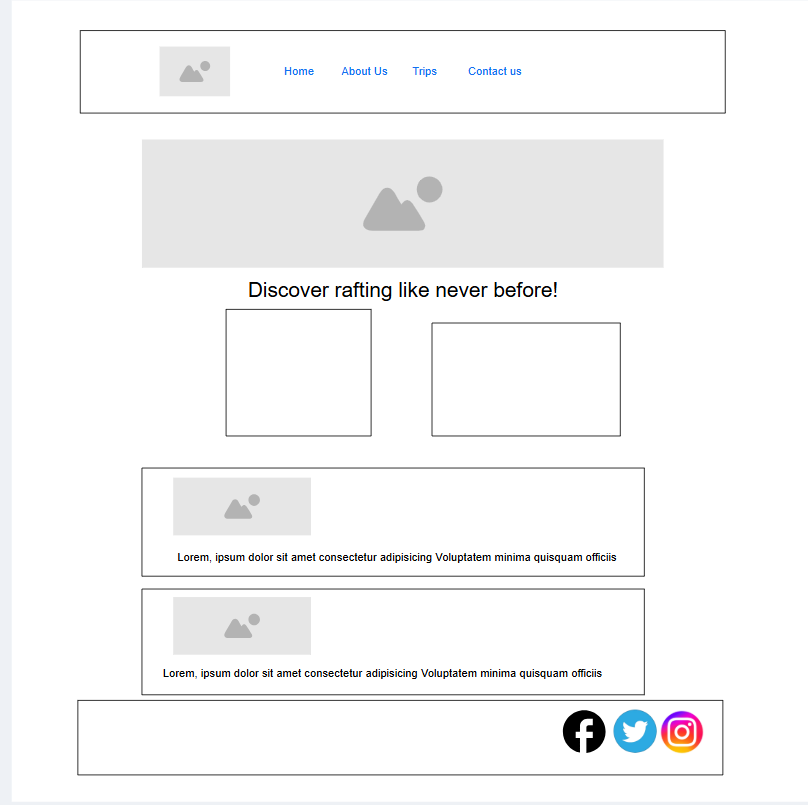 Home About Us Trips Contact us
Discover rafting like never before!
Lorem, ipsum dolor sit amet consectetur adipisicing Voluptatem minima quisquam officiis
Lorem, ipsum dolor sit amet consectetur adipisicing Voluptatem minima quisquam officiis